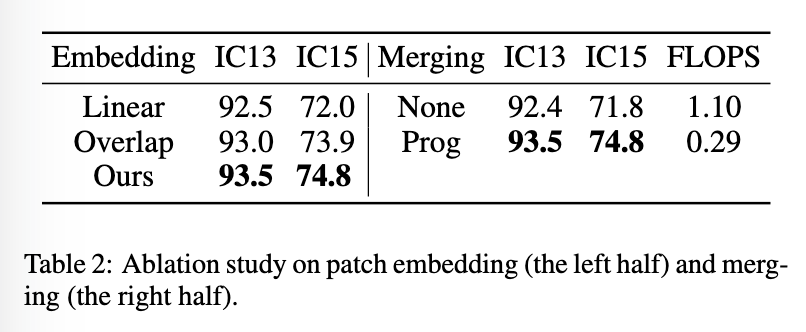 Embedding IC13 IC15 Merging IC13 IC15 FLOPS
Linear 92.5 72.0 None 92.4 71.8 1.10
Overlap 93.0 73.9 Prog 93.5 74.8 0.29
Ours 93.5 74.8
Table 2: Ablation study on patch embedding (the left half) and merg-
ing (the right half).